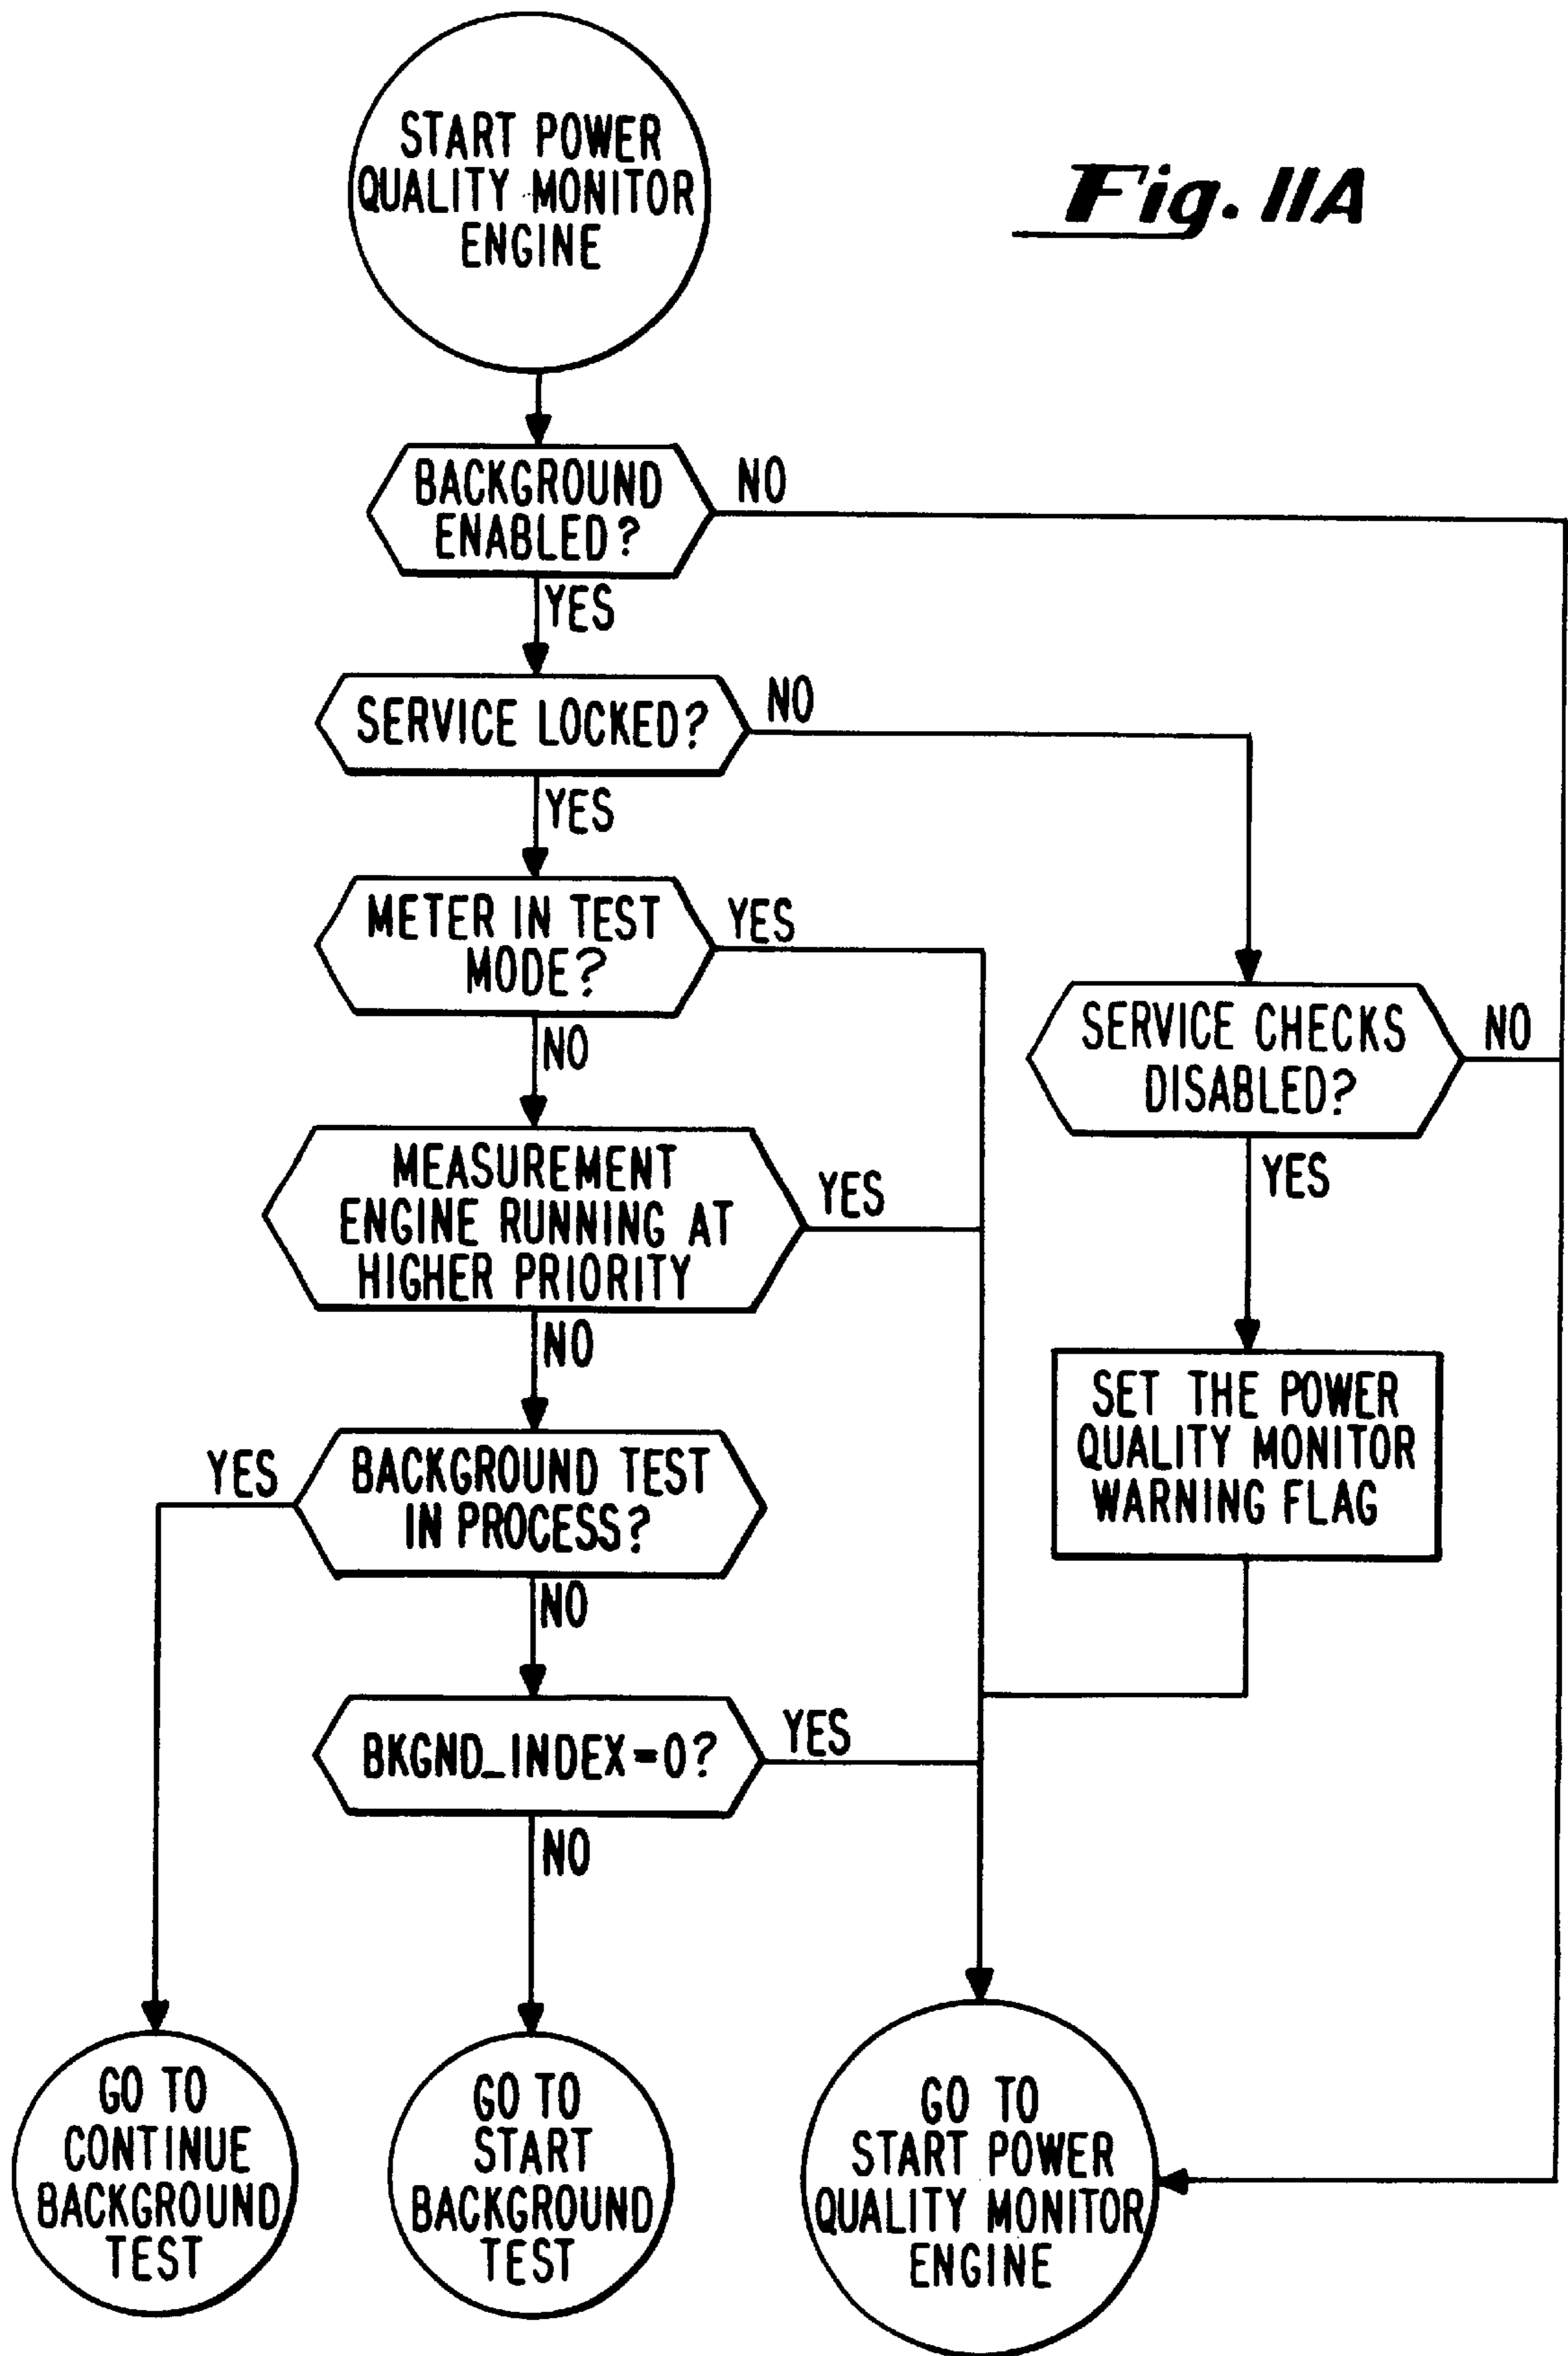 START POWER
QUALITY MONITOR
ENGINE
Fig. 11A
BACKGROUND
ENABLED?
NO
YES
SERVICE LOCKED?
NO
YES
METER IN TEST
MODE?
YES
NO
SERVICE CHECKS
DISABLED?
NO
YES
MEASUREMENT
ENGINE RUNNING AT
HIGHER PRIORITY
YES
NO
SET THE POWER
QUALITY MONITOR
WARNING FLAG
BACKGROUND TEST
IN PROCESS?
YES
NO
BKGND_INDEX=0?
YES
NO
GO TO
CONTINUE
BACKGROUND
TEST
GO TO
START
BACKGROUND
TEST
GO TO
START POWER
QUALITY MONITOR
ENGINE